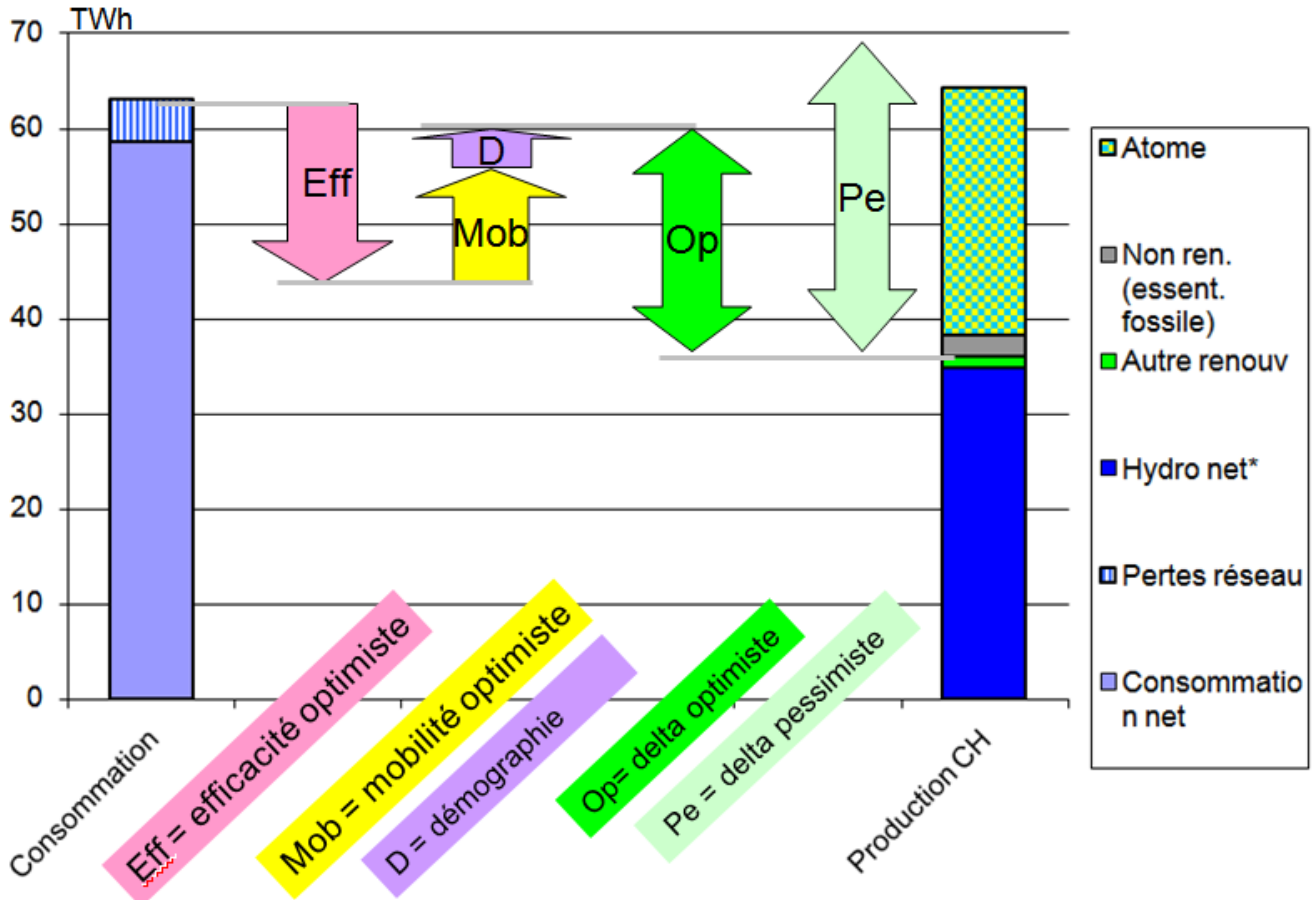 TWh
70
60
50
40
30
20
10
0
Eff
D
Mob
Op
Pe
Consommation
Eff = efficacité optimiste
Mob = mobilité optimiste
D = démographie
Op= delta optimiste
Pe = delta pessimiste
Production CH
Atome
Non ren.
(essent.
fossile)
Autre renouv
Hydro net*
Pertes réseau
Consommatio
n net